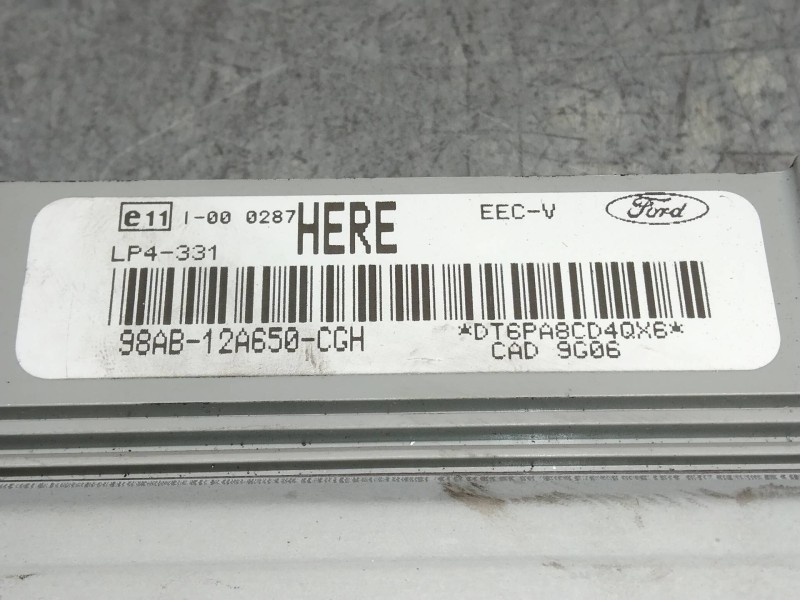 e11 I-00 0287 HERE EEC-V Ford
LP4-331
98AB-12A650-CGH *DT6PA8CD4QX6*
CAD 9G06